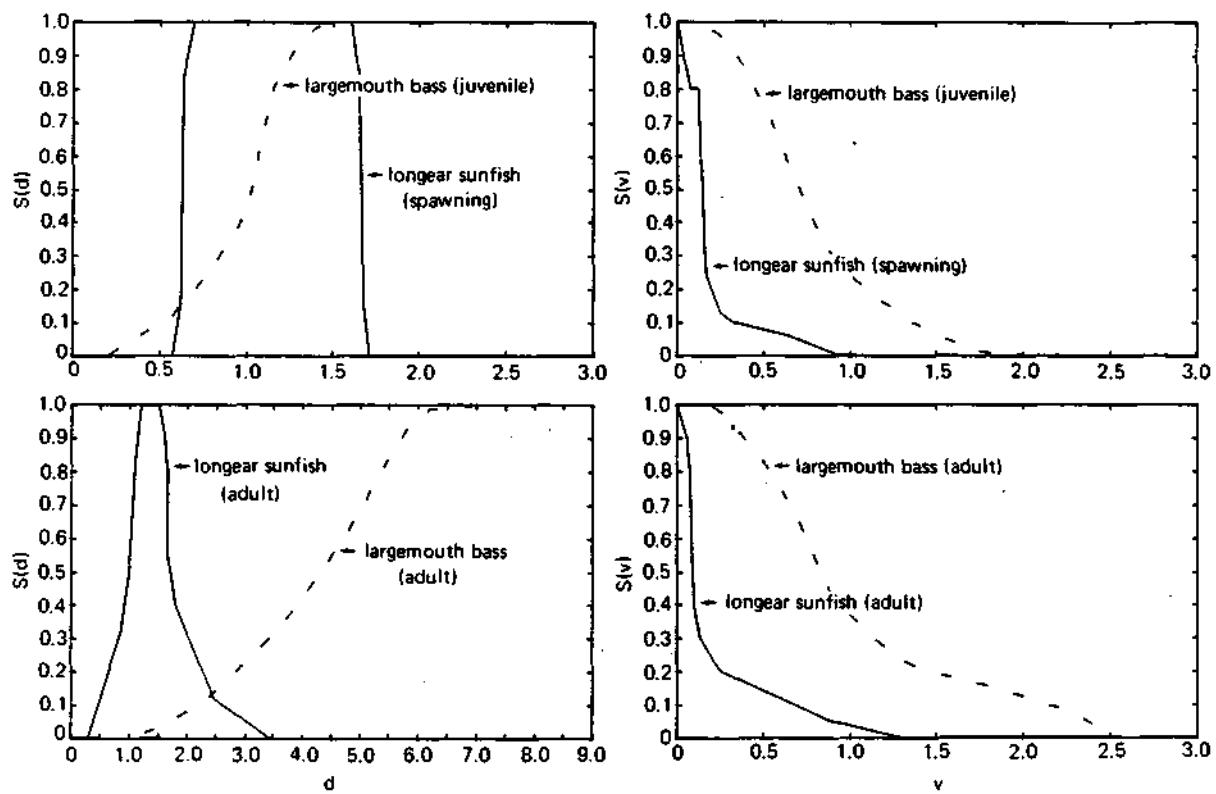 1.0
0.9
0.8
0.7
0.6
0.5
0.4
0.3
0.2
0.1
0
S(d)
largemouth bass (juvenile)
longear sunfish
(spawning)
0 0.5 1.0 1.5 2.0 2.5 3.0
1.0
0.9
0.8
0.7
0.6
0.5
0.4
0.3
0.2
0.1
0
S(v)
largemouth bass (juvenile)
longear sunfish (spawning)
0 0.5 1.0 1.5 2.0 2.5 3.0
1.0
0.9
0.8
0.7
0.6
0.5
0.4
0.3
0.2
0.1
0
S(d)
longear sunfish
(adult)
largemouth bass
(adult)
0 1.0 2.0 3.0 4.0 5.0 6.0 7.0 8.0 9.0
d
1.0
0.9
0.8
0.7
0.6
0.5
0.4
0.3
0.2
0.1
0
S(v)
largemouth bass (adult)
longear sunfish (adult)
0 0.5 1.0 1.5 2.0 2.5 3.0
v